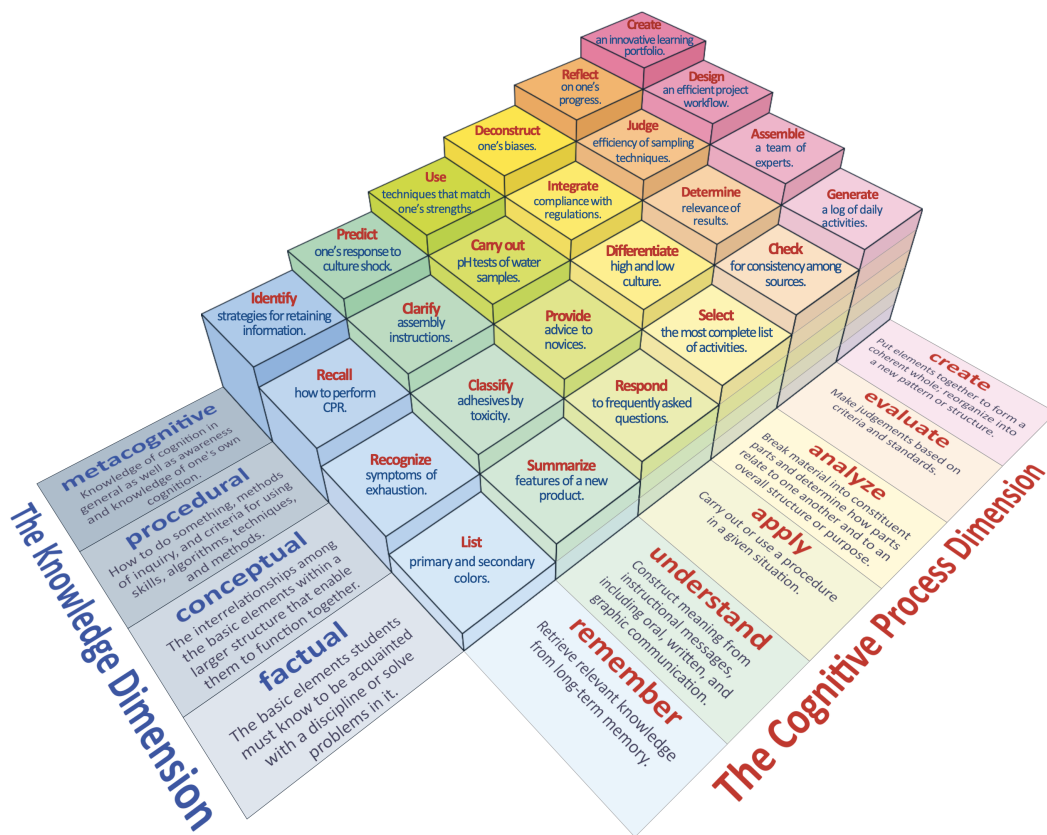 Create
an innovative learning
portfolio.
Reflect
on one's
progress.
Design
an efficient project
workflow.
Deconstruct
one's biases.
Judge
efficiency of sampling
techniques.
Assemble
a team of
experts.
Use
techniques that match
one's strengths.
Integrate
compliance with
regulations.
Determine
relevance of
results.
Generate
a log of daily
activities.
Predict
one's response to
culture shock.
Carry out
pH tests of water
samples.
Differentiate
high and low
culture.
Check
for consistency among
sources.
Identify
strategies for retaining
information.
Clarify
assembly
instructions.
Provide
advice to
novices.
Select
the most complete list
of activities.
Recall
how to perform
CPR.
Classify
adhesives by
toxicity.
Respond
to frequently asked
questions.
Recognize
symptoms of
exhaustion.
Summarize
features of a new
product.
List
primary and secondary
colors.
The Knowledge Dimension
metacognitive
Knowledge of cognition in
general as well as awareness
and knowledge of one's own
cognition.
procedural
How to do something, methods
of inquiry, and criteria for using
skills, algorithms, techniques,
and methods.
conceptual
The interrelationships among
the basic elements within a
larger structure that enable
them to function together.
factual
The basic elements students
must know to be acquainted
with a discipline or solve
problems in it.
The Cognitive Process Dimension
create
Put elements together to form a
coherent whole; reorganize into
a new pattern or structure.
evaluate
Make judgements based on
criteria and standards.
analyze
Break material into constituent
parts and determine how parts
relate to one another and to an
overall structure or purpose.
apply
Carry out or use a procedure
in a given situation.
understand
Construct meaning from
instructional messages,
including oral, written, and
graphic communication.
remember
Retrieve relevant knowledge
from long-term memory.